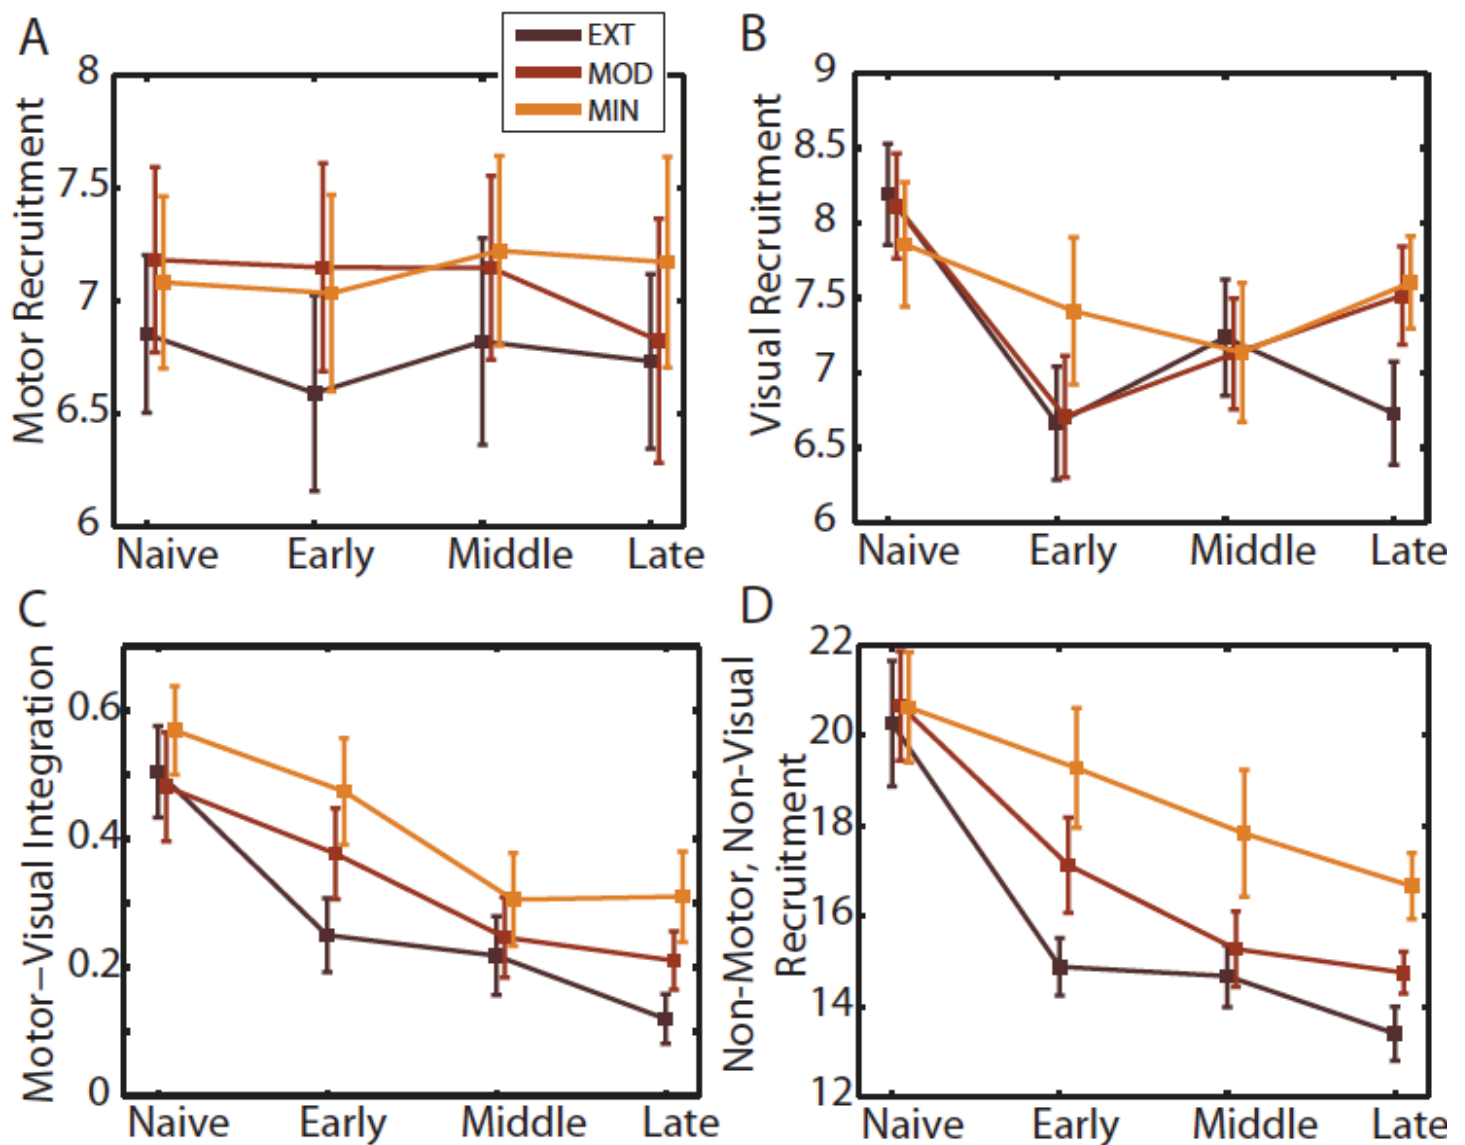 A
EXT
MOD
MIN
Motor Recruitment
8
7.5
7
6.5
6
Naive Early Middle Late
B
Visual Recruitment
9
8.5
8
7.5
7
6.5
6
Naive Early Middle Late
C
Motor–Visual Integration
0.6
0.4
0.2
0
Naive Early Middle Late
D
Non-Motor, Non-Visual
Recruitment
22
20
18
16
14
12
Naive Early Middle Late